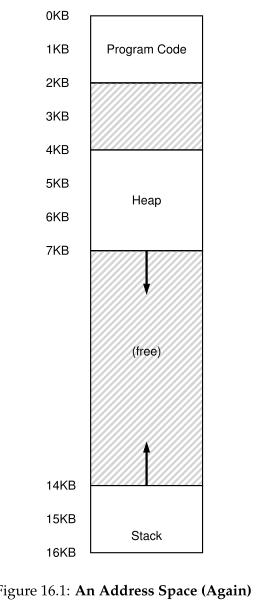 0KB
1KB Program Code
2KB
3KB
4KB
5KB
Heap
6KB
7KB
(free)
14KB
15KB
Stack
16KB
Figure 16.1: An Address Space (Again)